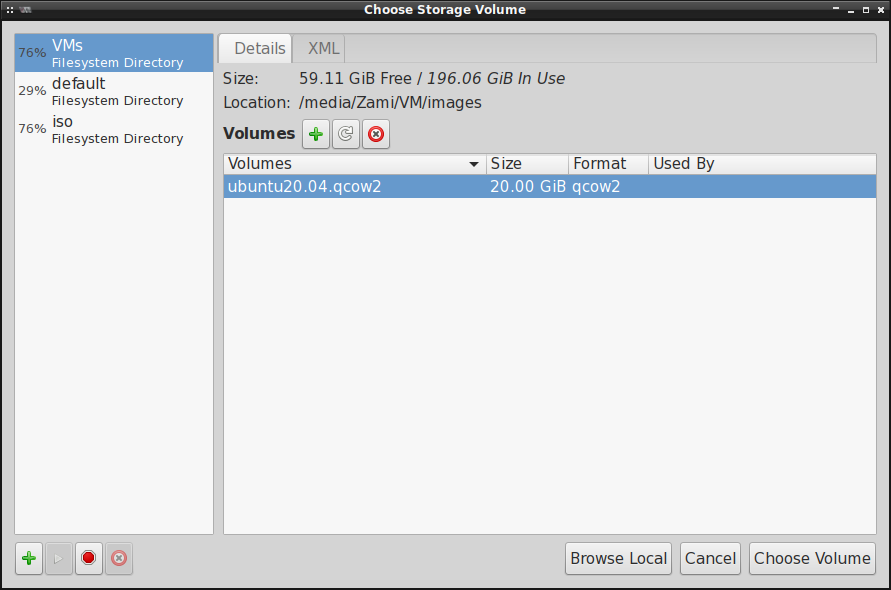 Choose Storage Volume
76% VMs
Filesystem Directory
29% default
Filesystem Directory
76% iso
Filesystem Directory
Details XML
Size: 59.11 GiB Free / 196.06 GiB In Use
Location: /media/Zami/VM/images
Volumes
Volumes Size Format Used By
ubuntu20.04.qcow2 20.00 GiB qcow2
Browse Local Cancel Choose Volume